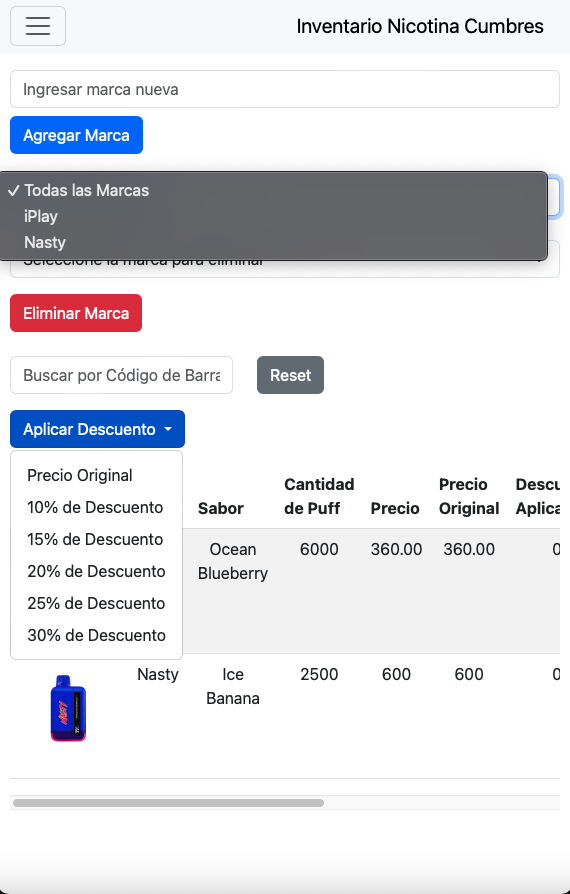 Inventario Nicotina Cumbres
Ingresar marca nueva
Agregar Marca
✓ Todas las Marcas
iPlay
Nasty
Seleccione la marca para eliminar
Eliminar Marca
Buscar por Código de Barra
Reset
Aplicar Descuento
Precio Original
10% de Descuento
15% de Descuento
20% de Descuento
25% de Descuento
30% de Descuento
Sabor
Cantidad de Puff
Precio
Precio Original
Descu
Aplica
Ocean Blueberry
6000
360.00
360.00
0
NASTY
Nasty
Ice Banana
2500
600
600
0